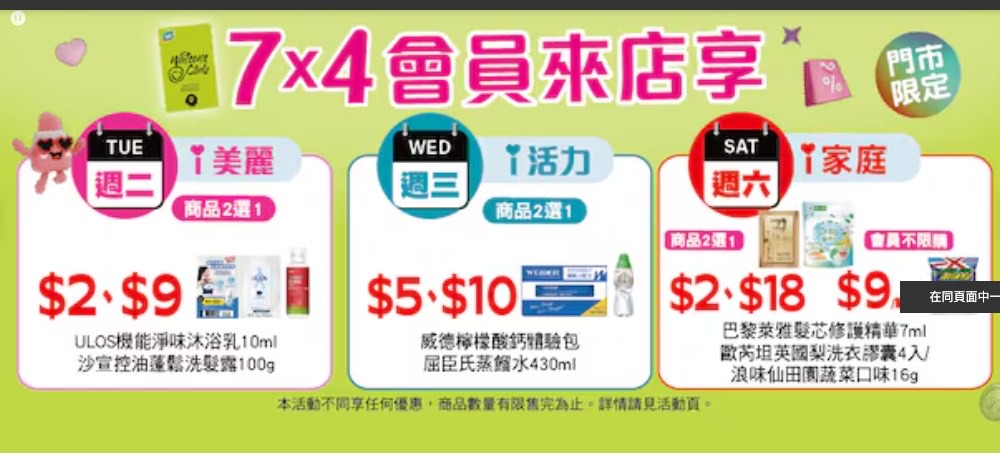 7x4會員來店享
門市
限定
TUE
週二
i美麗
商品2選1
$2、$9
ULOS機能淨味沐浴乳10ml
沙宣控油蓬鬆洗髮露100g
WED
週三
i活力
商品2選1
$5、$10
WEIDER
威德檸檬酸鈣體驗包
屈臣氏蒸餾水430ml
SAT
週六
i家庭
商品2選1
會員不限購
$2、$18
$9
在同頁面中一
巴黎萊雅髮芯修護精華7ml
歐芮坦英國梨洗衣膠囊4入/
浪味仙田園蔬菜口味16g
本活動不同享任何優惠，商品數量有限售完為止。詳情請見活動頁。